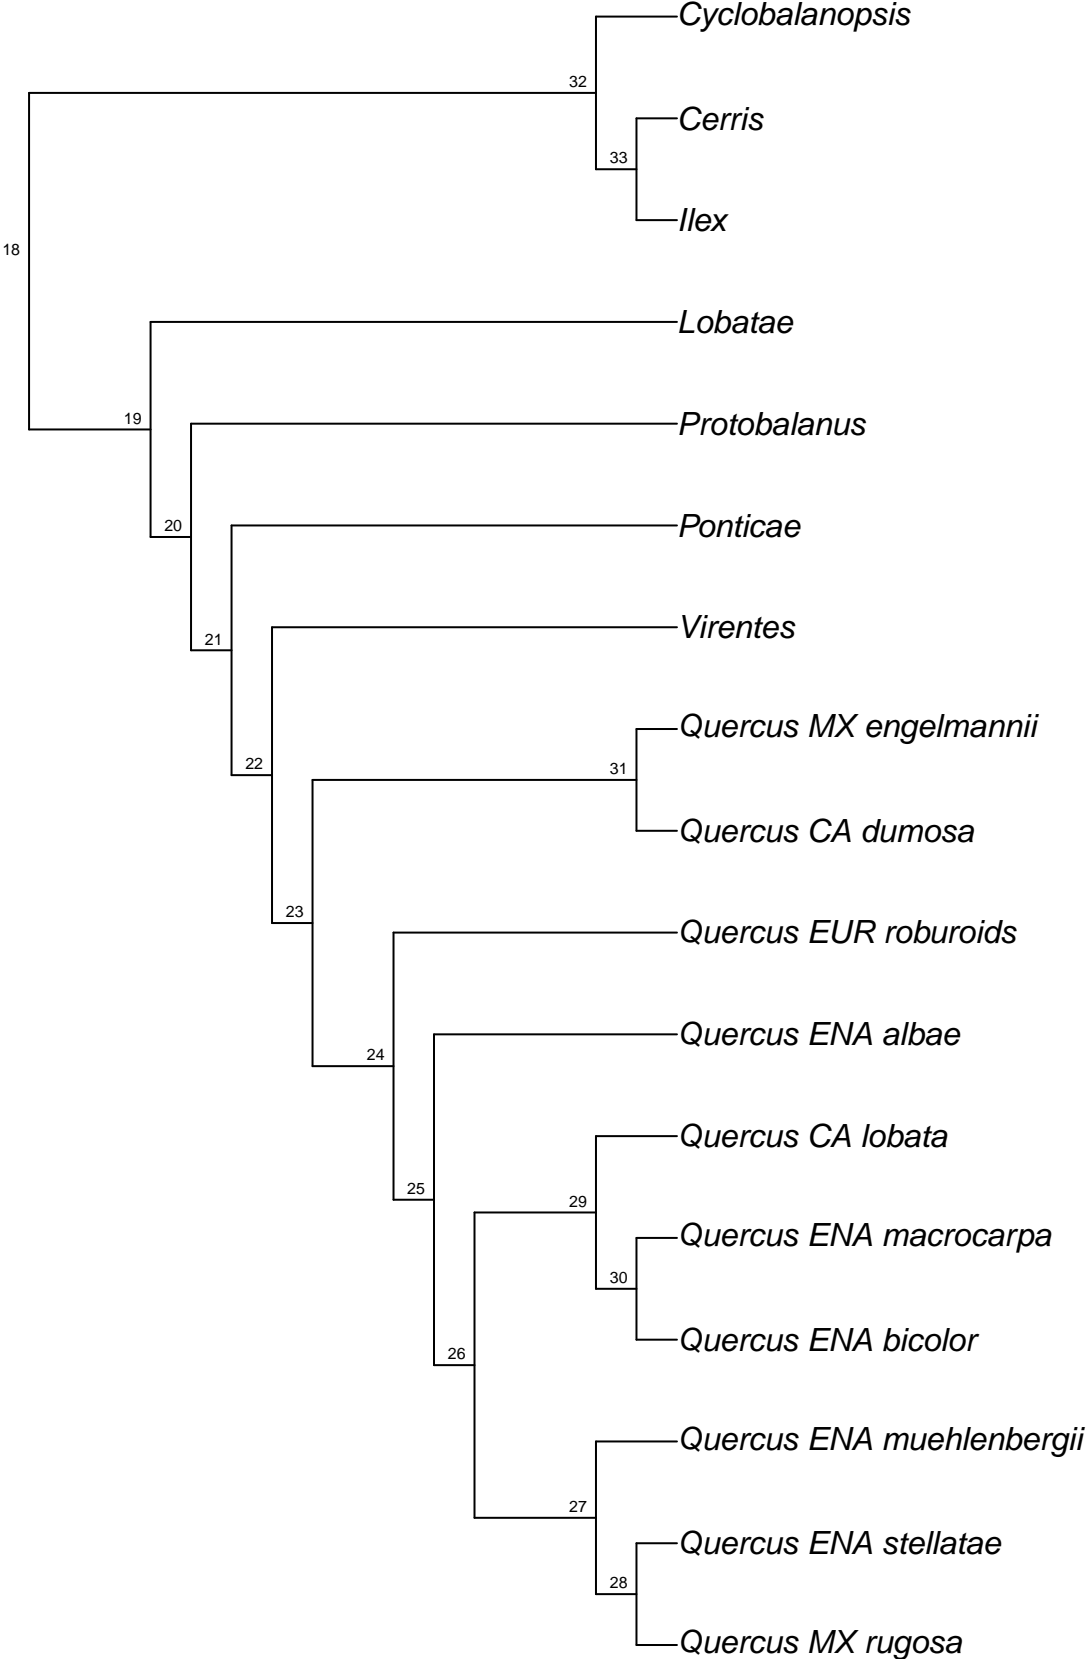 Cyclobalanopsis
32
Cerris
33
Ilex
18
Lobatae
19
Protobalanus
20
Ponticae
21
Virentes
Quercus MX engelmannii
22
31
Quercus CA dumosa
23
Quercus EUR roburoids
Quercus ENA albae
24
Quercus CA lobata
25
29
Quercus ENA macrocarpa
30
Quercus ENA bicolor
26
Quercus ENA muehlenbergii
27
Quercus ENA stellatae
28
Quercus MX rugosa